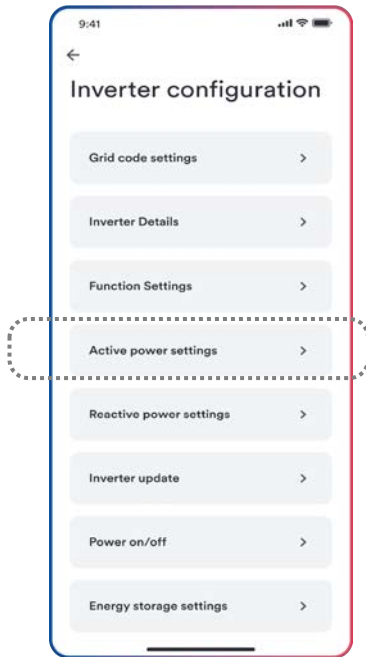 9:41
Inverter configuration
Grid code settings
Inverter Details
Function Settings
Active power settings
Reactive power settings
Inverter update
Power on/off
Energy storage settings